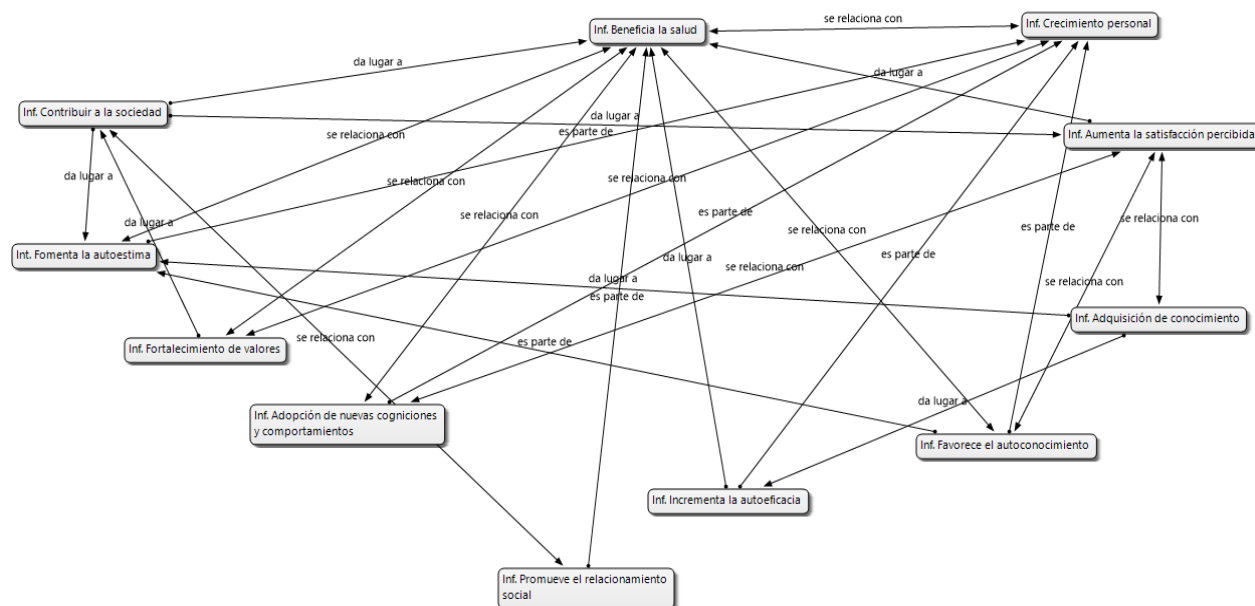 se relaciona con
Inf. Crecimiento personal
Inf. Beneficia la salud
da lugar a
da lugar a
Inf. Contribuir a la sociedad
da lugar a
se relaciona con
es parte de
Inf. Aumenta la satisfacción percibida
da lugar a
se relaciona con
se relaciona con
se relaciona con
es parte de
da lugar a
se relaciona con
es parte de
se relaciona con
Int. Fomenta la autoestima
da lugar a
es parte de
se relaciona con
da lugar a
se relaciona con
es parte de
Inf. Adquisición de conocimiento
se relaciona con
es parte de
Inf. Fortalecimiento de valores
da lugar a
Inf. Adopción de nuevas cogniciones
y comportamientos
Inf. Favorece el autoconocimiento
Inf. Incrementa la autoeficacia
Inf. Promueve el relacionamiento
social